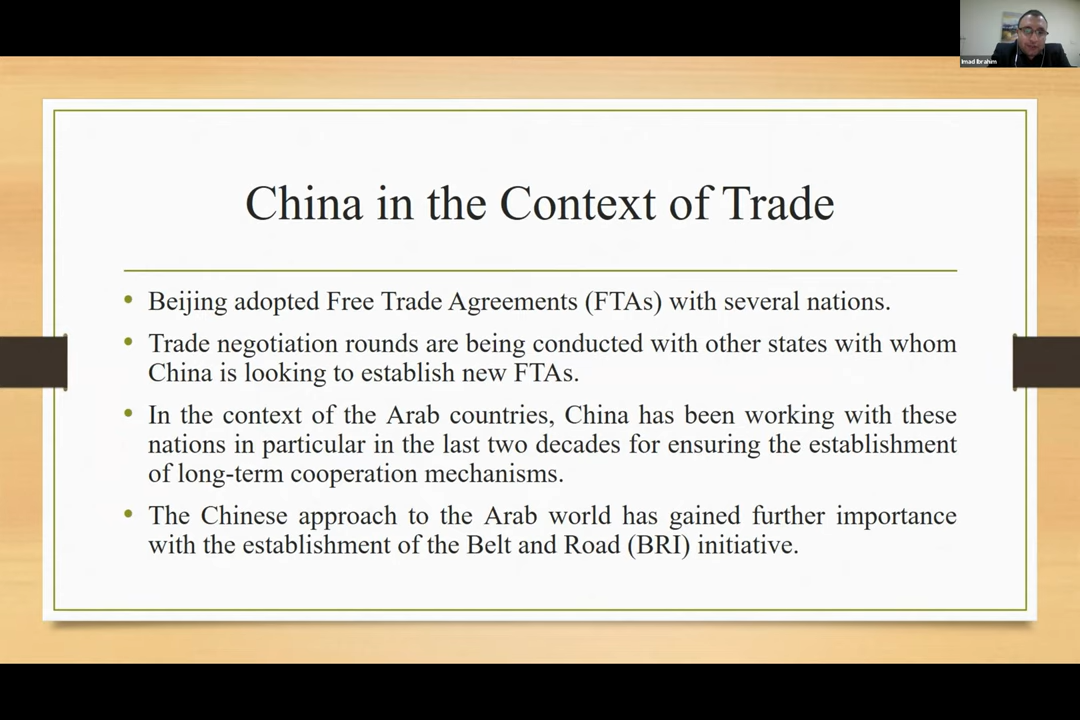 Imad Ibrahim
China in the Context of Trade
• Beijing adopted Free Trade Agreements (FTAs) with several nations.
• Trade negotiation rounds are being conducted with other states with whom
China is looking to establish new FTAs.
• In the context of the Arab countries, China has been working with these
nations in particular in the last two decades for ensuring the establishment
of long-term cooperation mechanisms.
• The Chinese approach to the Arab world has gained further importance
with the establishment of the Belt and Road (BRI) initiative.